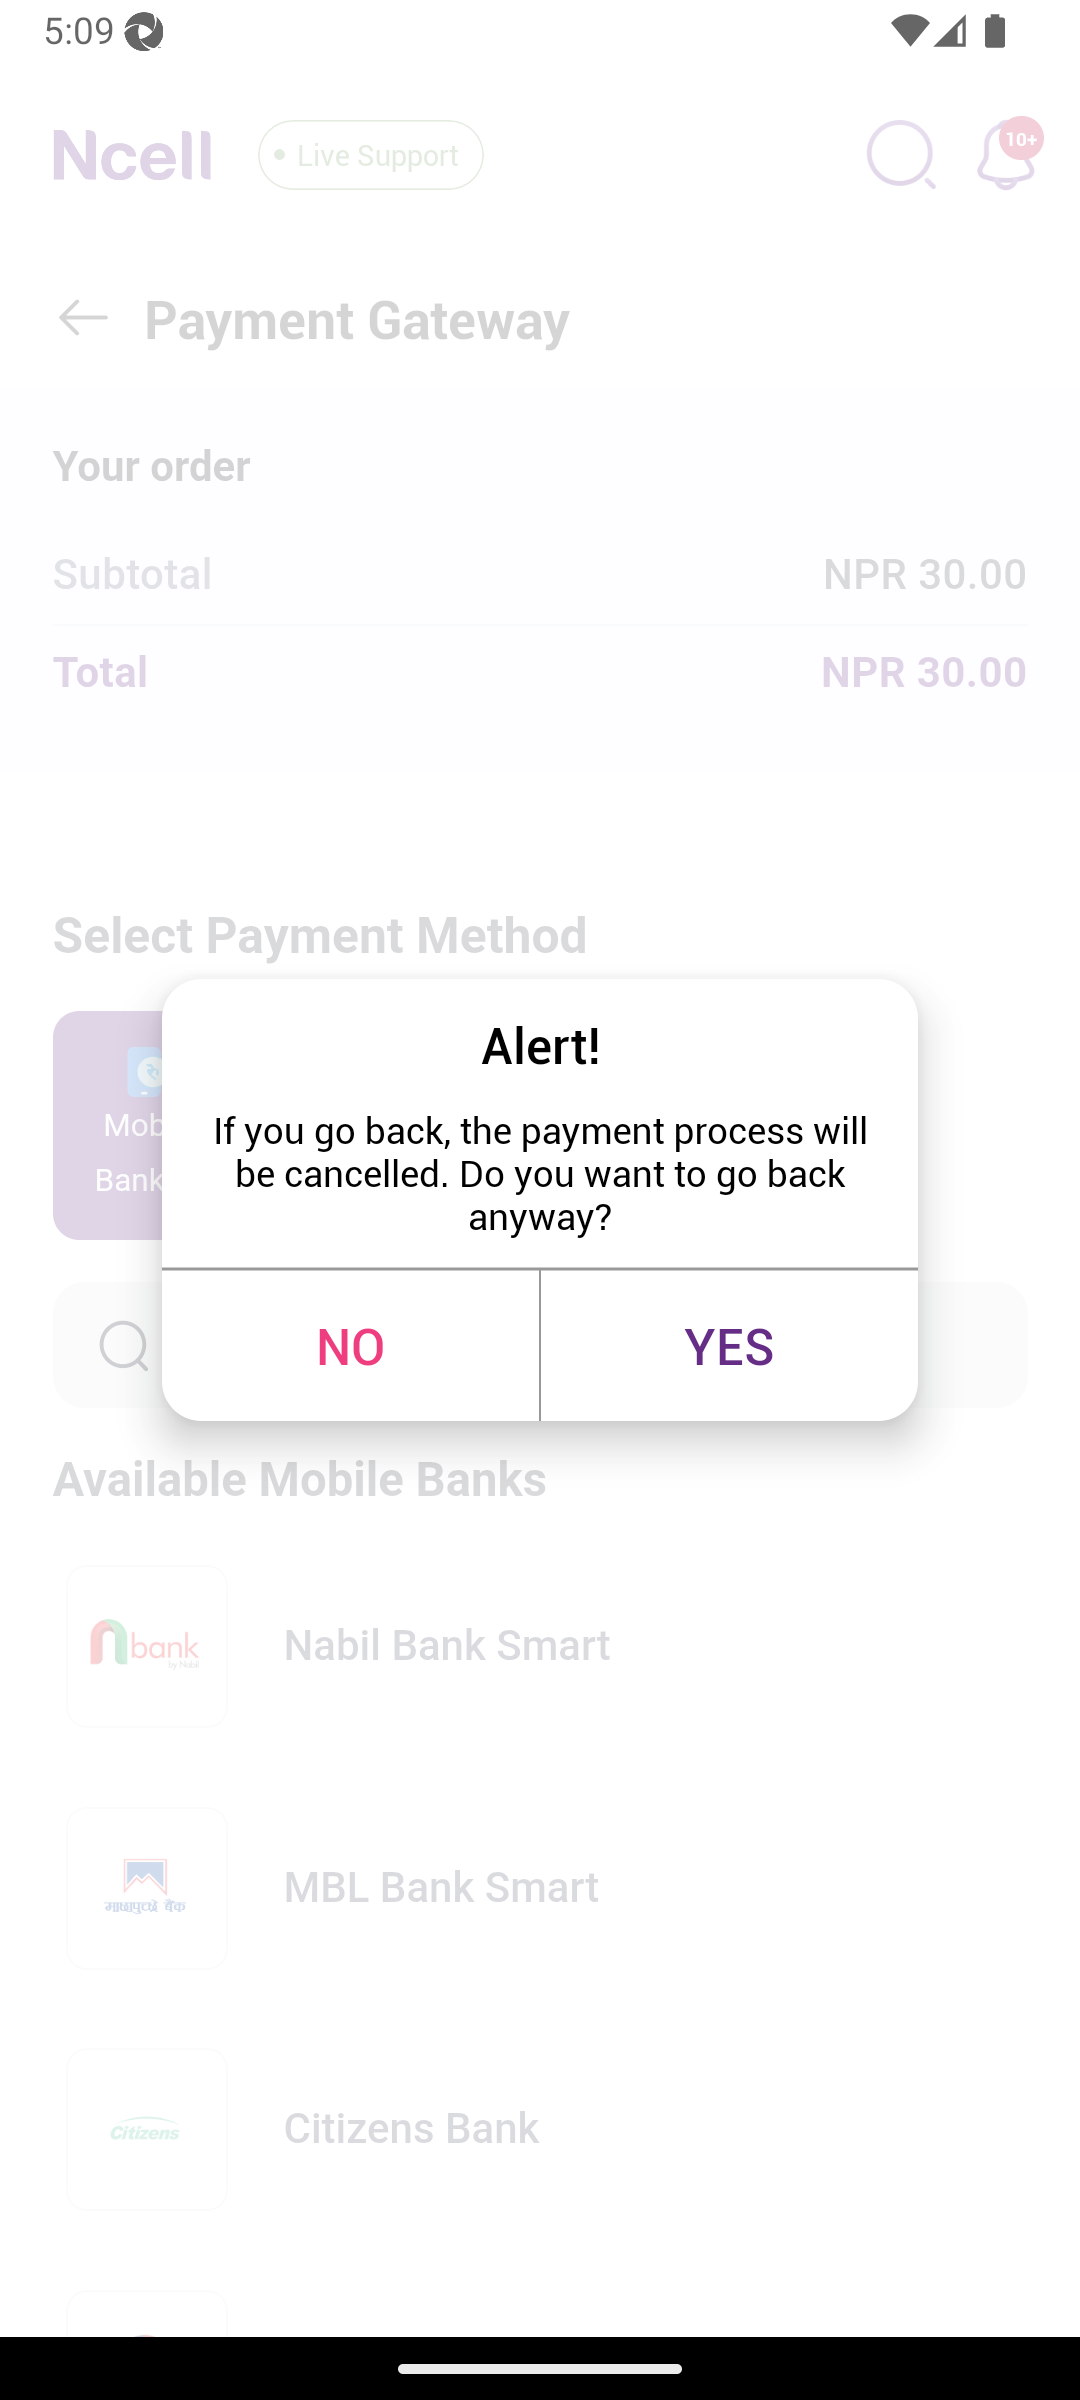 5:09
Ncell
Live Support
10+
Payment Gateway
Your order
Subtotal NPR 30.00
Total NPR 30.00
Select Payment Method
Mob
Bank
Alert!
If you go back, the payment process will
be cancelled. Do you want to go back
anyway?
NO YES
Available Mobile Banks
bank
by Nabil
Nabil Bank Smart
माछापुच्छ्रे बैंक
MBL Bank Smart
Citizens
Citizens Bank